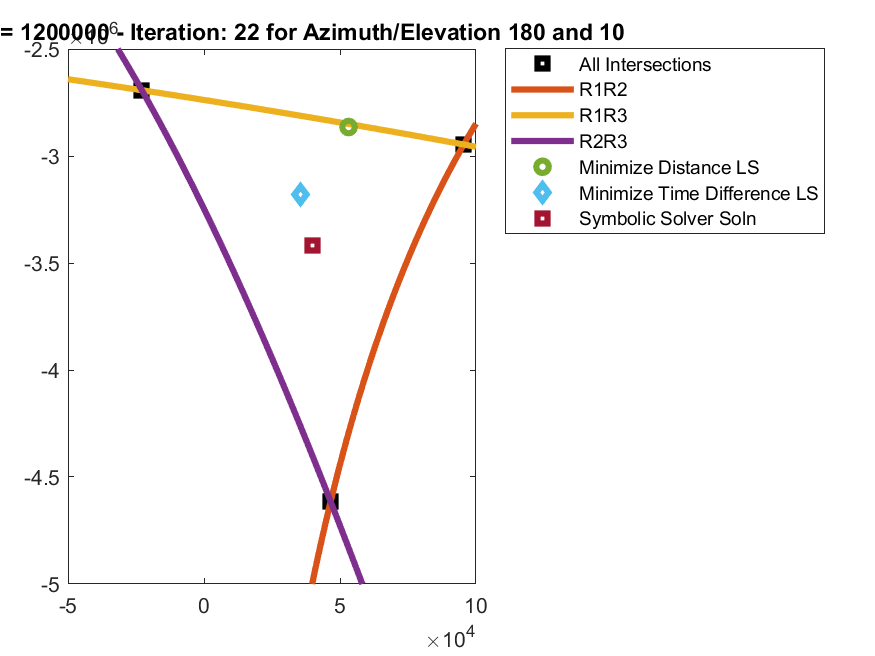 = 1200000 - Iteration: 22 for Azimuth/Elevation 180 and 10
×10^6
-2.5
-3
-3.5
-4
-4.5
-5
-5
0
5
10
×10^4
All Intersections
R1R2
R1R3
R2R3
Minimize Distance LS
Minimize Time Difference LS
Symbolic Solver Soln